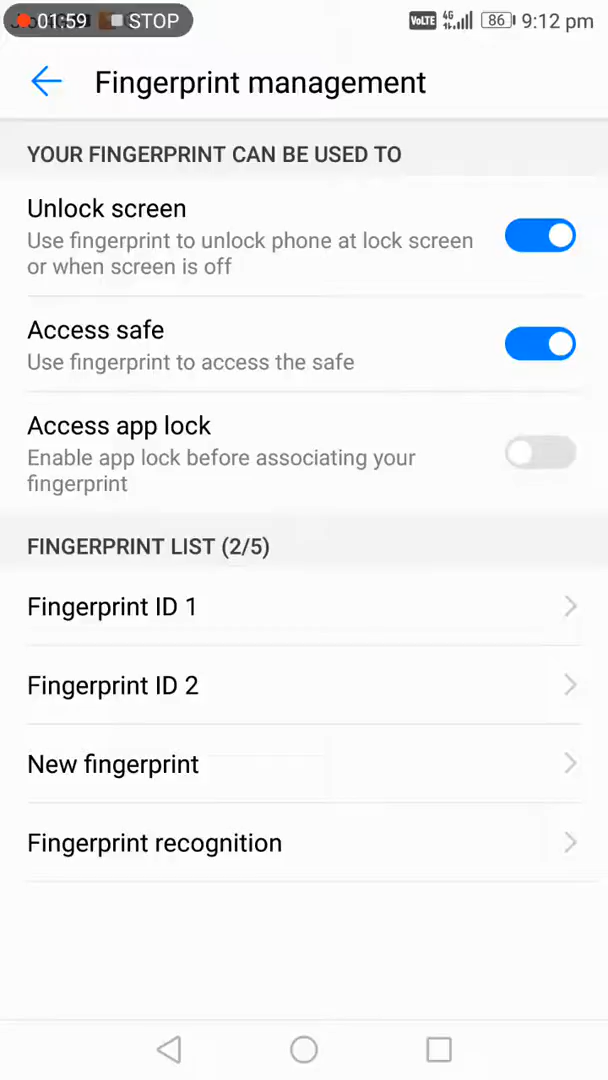 01:59 STOP VoLTE 4G 86 9:12 pm
Fingerprint management
YOUR FINGERPRINT CAN BE USED TO
Unlock screen
Use fingerprint to unlock phone at lock screen
or when screen is off
Access safe
Use fingerprint to access the safe
Access app lock
Enable app lock before associating your
fingerprint
FINGERPRINT LIST (2/5)
Fingerprint ID 1
Fingerprint ID 2
New fingerprint
Fingerprint recognition